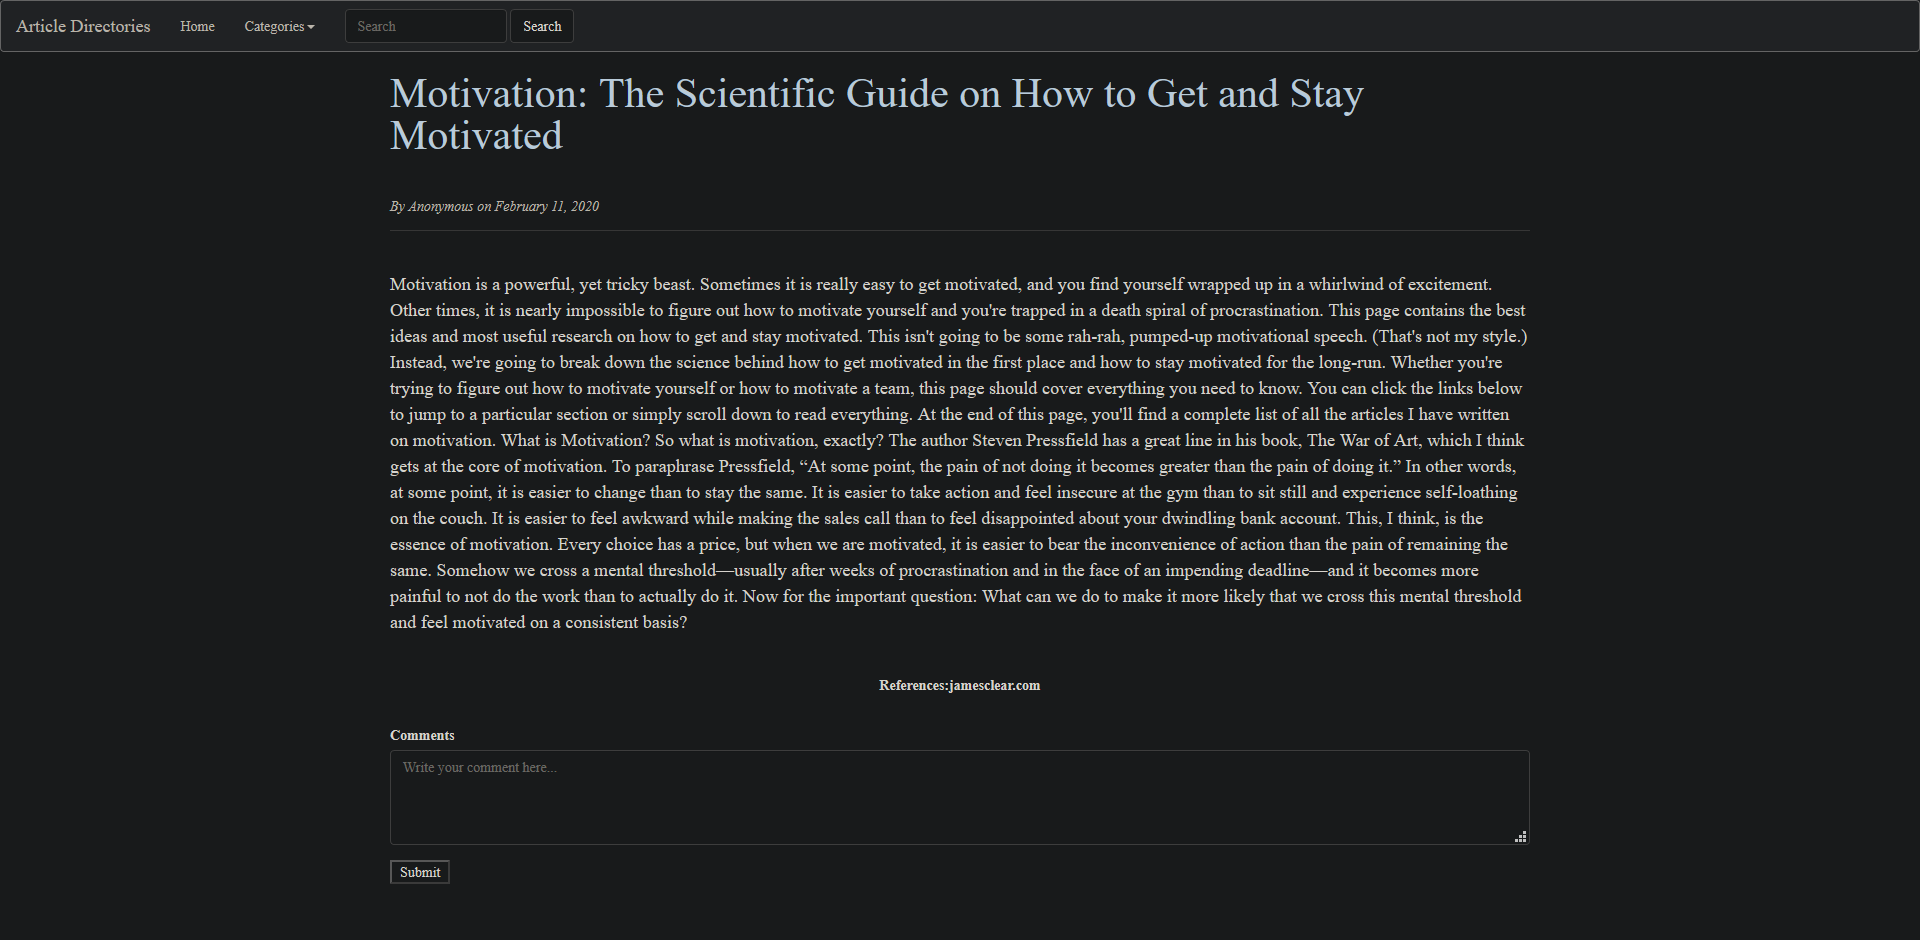 Article Directories Home Categories Search Search
Motivation: The Scientific Guide on How to Get and Stay
Motivated
By Anonymous on February 11, 2020
Motivation is a powerful, yet tricky beast. Sometimes it is really easy to get motivated, and you find yourself wrapped up in a whirlwind of excitement.
Other times, it is nearly impossible to figure out how to motivate yourself and you're trapped in a death spiral of procrastination. This page contains the best
ideas and most useful research on how to get and stay motivated. This isn't going to be some rah-rah, pumped-up motivational speech. (That's not my style.)
Instead, we're going to break down the science behind how to get motivated in the first place and how to stay motivated for the long-run. Whether you're
trying to figure out how to motivate yourself or how to motivate a team, this page should cover everything you need to know. You can click the links below
to jump to a particular section or simply scroll down to read everything. At the end of this page, you'll find a complete list of all the articles I have written
on motivation. What is Motivation? So what is motivation, exactly? The author Steven Pressfield has a great line in his book, The War of Art, which I think
gets at the core of motivation. To paraphrase Pressfield, “At some point, the pain of not doing it becomes greater than the pain of doing it.” In other words,
at some point, it is easier to change than to stay the same. It is easier to take action and feel insecure at the gym than to sit still and experience self-loathing
on the couch. It is easier to feel awkward while making the sales call than to feel disappointed about your dwindling bank account. This, I think, is the
essence of motivation. Every choice has a price, but when we are motivated, it is easier to bear the inconvenience of action than the pain of remaining the
same. Somehow we cross a mental threshold—usually after weeks of procrastination and in the face of an impending deadline—and it becomes more
painful to not do the work than to actually do it. Now for the important question: What can we do to make it more likely that we cross this mental threshold
and feel motivated on a consistent basis?
References:jamesclear.com
Comments
Write your comment here...
Submit